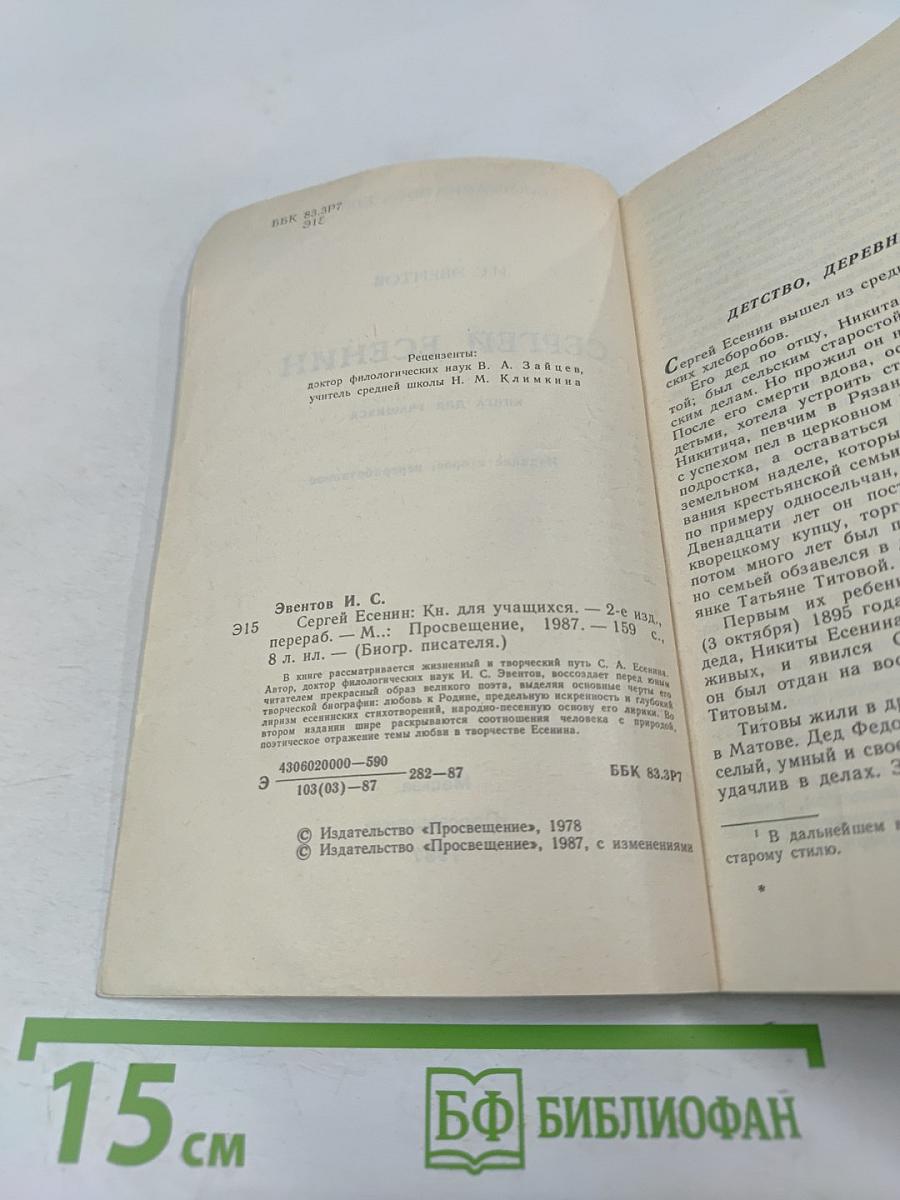 ББК 83.3Р7
Э15
Рецензенты:
доктор филологических наук В. А. Зайцев,
учитель средней школы Н. М. Климкина
Эвентов И. С.
Э15 Сергей Есенин: Кн. для учащихся. — 2-е изд.,
перераб. — М..: Просвещение, 1987. — 159 с.,
8 л. ил. — (Биогр. писателя.)
В книге рассматривается жизненный и творческий путь С. А. Есенина.
Автор, доктор филологических наук И. С. Эвентов, воссоздает перед юным
читателем прекрасный образ великого поэта, выделяя основные черты его
творческой биографии: любовь к Родине, предельную искренность и глубокий
лиризм есенинских стихотворений, народно-песенную основу его лирики. Во
втором издании шире раскрываются соотношения человека с природой,
поэтическое отражение темы любви в творчестве Есенина.
Э 4306020000—590
103(03)—87 282—87 ББК 83.3Р7
© Издательство «Просвещение», 1978
© Издательство «Просвещение», 1987, с изменениями
ДЕТСТВО, ДЕРЕВН
Сергей Есенин вышел из сред
ских хлеборобов.
Его дед по отцу, Никита
той; был сельским старостой
ским делам. Но прожил он н
После его смерти вдова, ос
детьми, хотела устроить ст
Никитича, певчим в Рязан
с успехом пел в церковном
подростка, а оставаться
земельном наделе, которы
вания крестьянской семьи
по примеру односельчан,
Двенадцати лет он пост
кворецкому купцу, торг
потом много лет был п
но семьей обзавелся в
янке Татьяне Титовой.
Первым их ребен
(3 октября) 1895 года
деда, Никиты Есенина
живых, и явился С
он был отдан на вос
Титовым.
Титовы жили в др
в Матове. Дед Федо
селый, умный и свое
удачлив в делах. З
¹ В дальнейшем в
старому стилю.
*
15 см
БФ БИБЛИОФАН